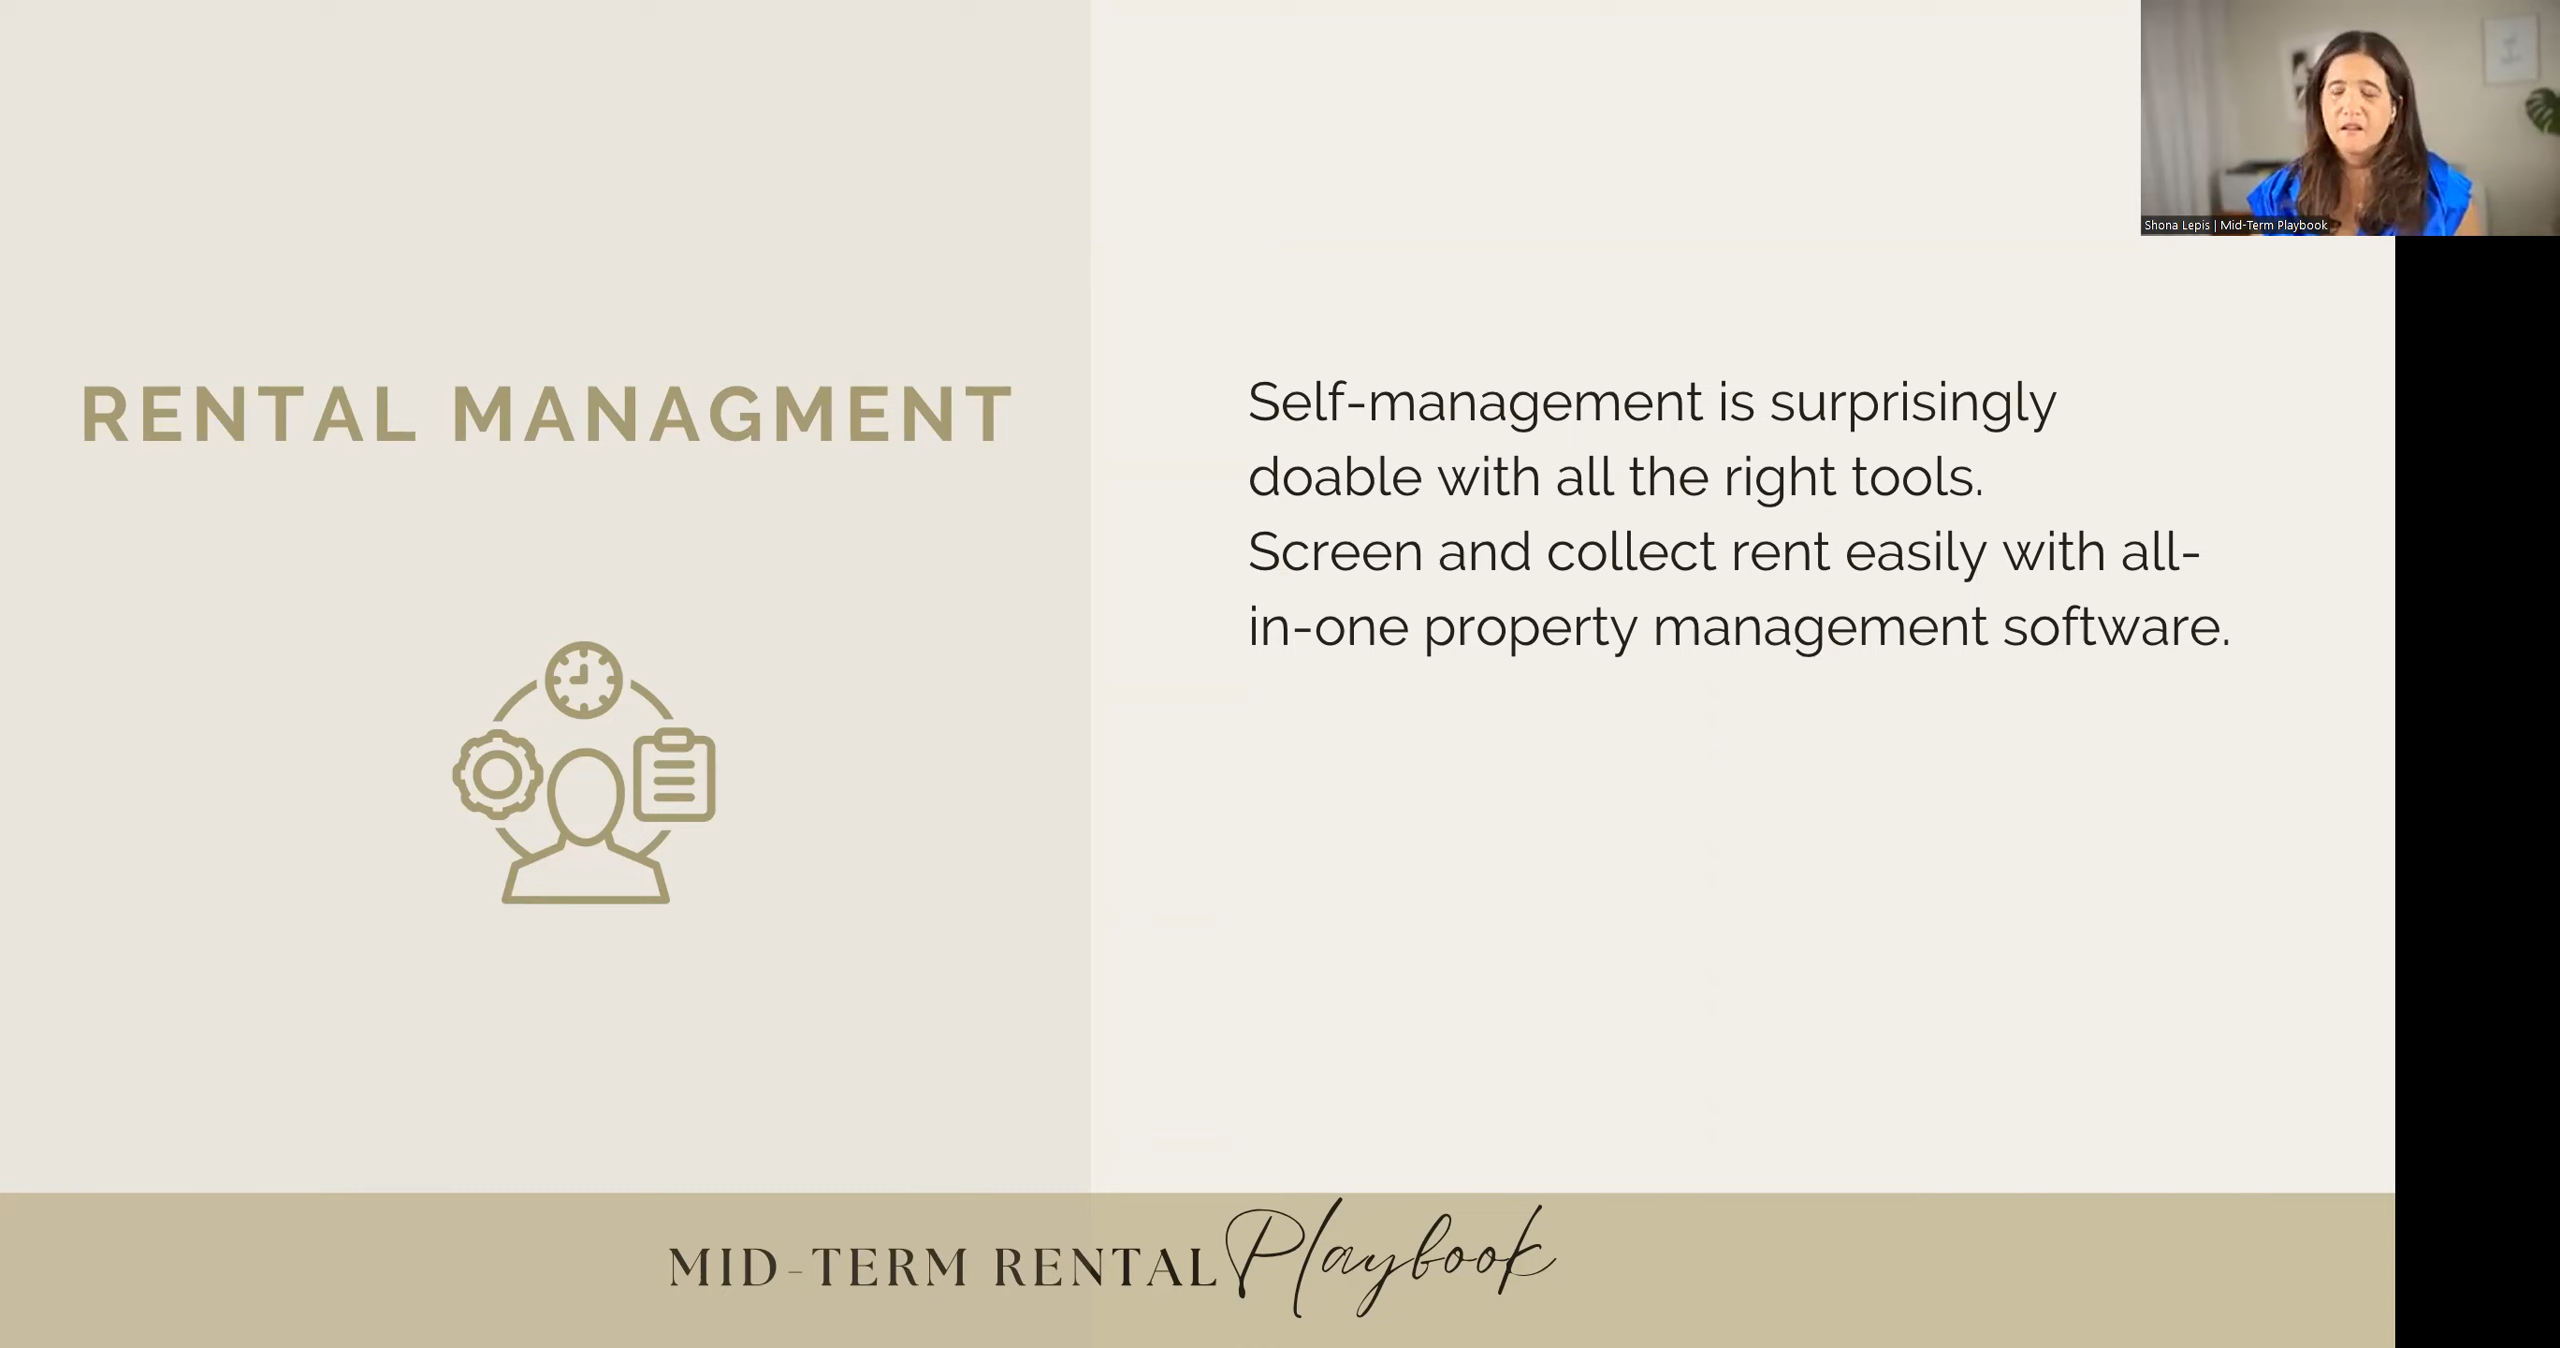 RENTAL MANAGMENT
Self-management is surprisingly
doable with all the right tools.
Screen and collect rent easily with all-
in-one property management software.
Shona Lepis | Mid-Term Playbook
MID-TERM RENTAL Playbook